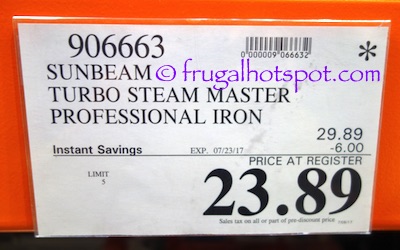 906663
0000009066632
*
SUNBEAM
© frugalhotspot.com
TURBO STEAM MASTER
PROFESSIONAL IRON
29.89
Instant Savings EXP. 07/23/17 -6.00
PRICE AT REGISTER
LIMIT
5
23.89
Sales tax on all or part of pre-discount price